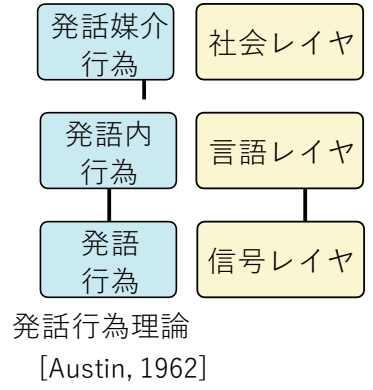 発話媒介
行為
社会レイヤ
発語内
行為
言語レイヤ
発語
行為
信号レイヤ
発話行為理論
[Austin, 1962]